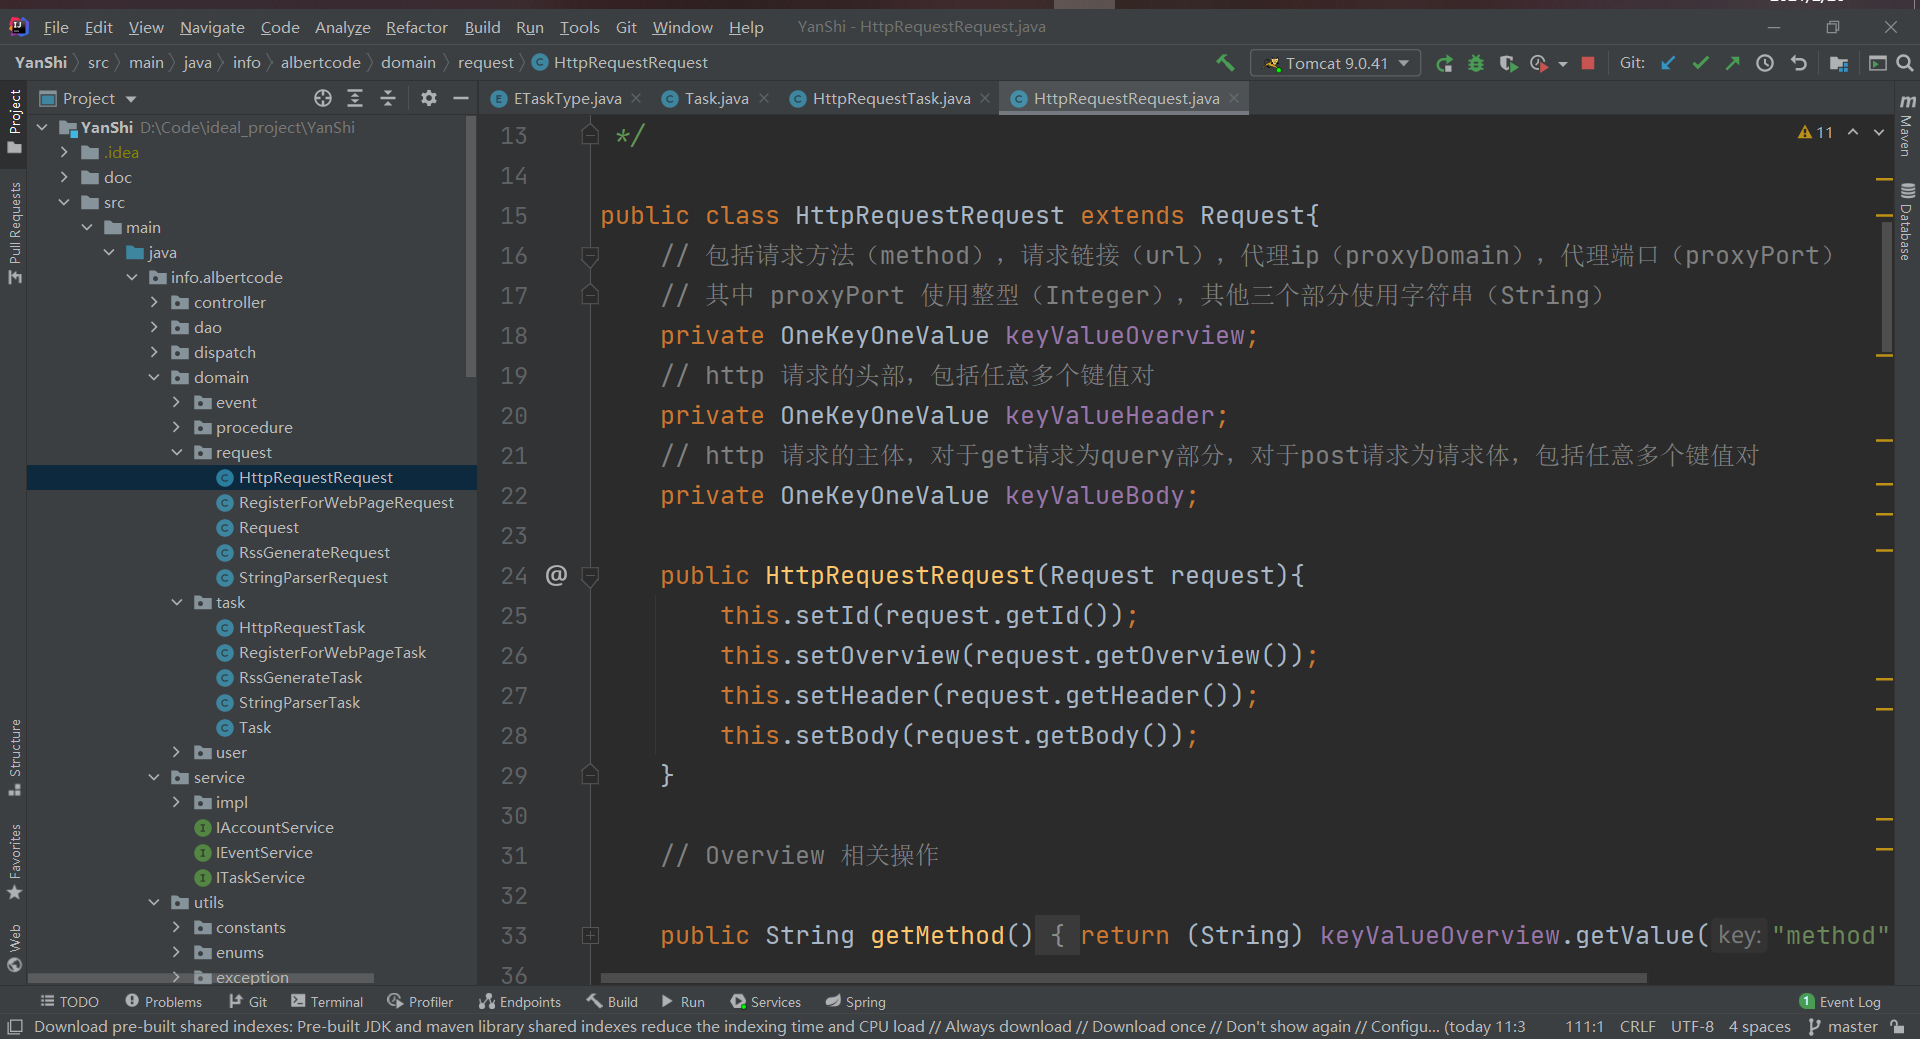 File Edit View Navigate Code Analyze Refactor Build Run Tools Git Window Help YanShi - HttpRequestRequest.java
YanShi src main java info albertcode domain request HttpRequestRequest Tomcat 9.0.41 Git:
Project
ETaskType.java Task.java HttpRequestTask.java HttpRequestRequest.java
Project
Pull Requests
Structure
Favorites
Web
YanShi D:\Code\ideal_project\YanShi
.idea
doc
src
main
java
info.albertcode
controller
dao
dispatch
domain
event
procedure
request
HttpRequestRequest
RegisterForWebPageRequest
Request
RssGenerateRequest
StringParserRequest
task
HttpRequestTask
RegisterForWebPageTask
RssGenerateTask
StringParserTask
Task
user
service
impl
IAccountService
IEventService
ITaskService
utils
constants
enums
exception
11
13 */
14
15 public class HttpRequestRequest extends Request{
16 // 包括请求方法（method），请求链接（url），代理ip（proxyDomain），代理端口（proxyPort）
17 // 其中 proxyPort 使用整型（Integer），其他三个部分使用字符串（String）
18 private OneKeyOneValue keyValueOverview;
19 // http 请求的头部，包括任意多个键值对
20 private OneKeyOneValue keyValueHeader;
21 // http 请求的主体，对于get请求为query部分，对于post请求为请求体，包括任意多个键值对
22 private OneKeyOneValue keyValueBody;
23
24 @ public HttpRequestRequest(Request request){
25 this.setId(request.getId());
26 this.setOverview(request.getOverview());
27 this.setHeader(request.getHeader());
28 this.setBody(request.getBody());
29 }
30
31 // Overview 相关操作
32
33 public String getMethod() { return (String) keyValueOverview.getValue( key: "method"
36
Maven
Database
TODO Problems Git Terminal Profiler Endpoints Build Run Services Spring 1 Event Log
Download pre-built shared indexes: Pre-built JDK and maven library shared indexes reduce the indexing time and CPU load // Always download // Download once // Don't show again // Configu... (today 11:3 111:1 CRLF UTF-8 4 spaces master